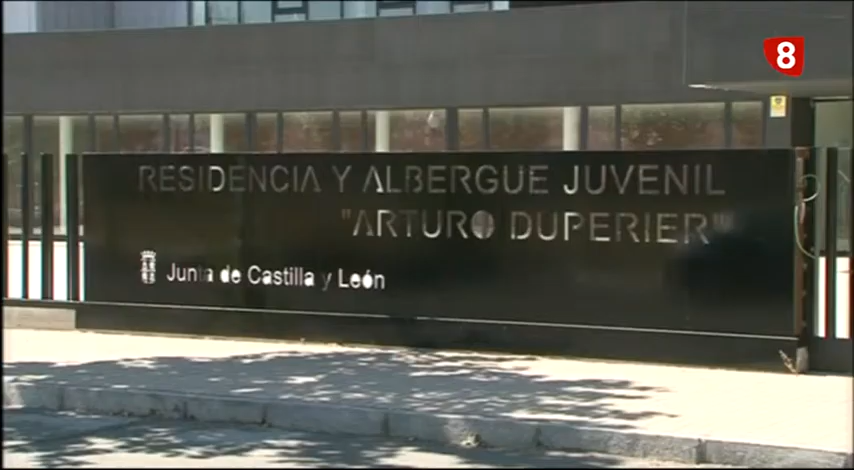 8
RESIDENCIA Y ALBERGUE JUVENIL
"ARTURO DUPERIER"
Junta de Castilla y León